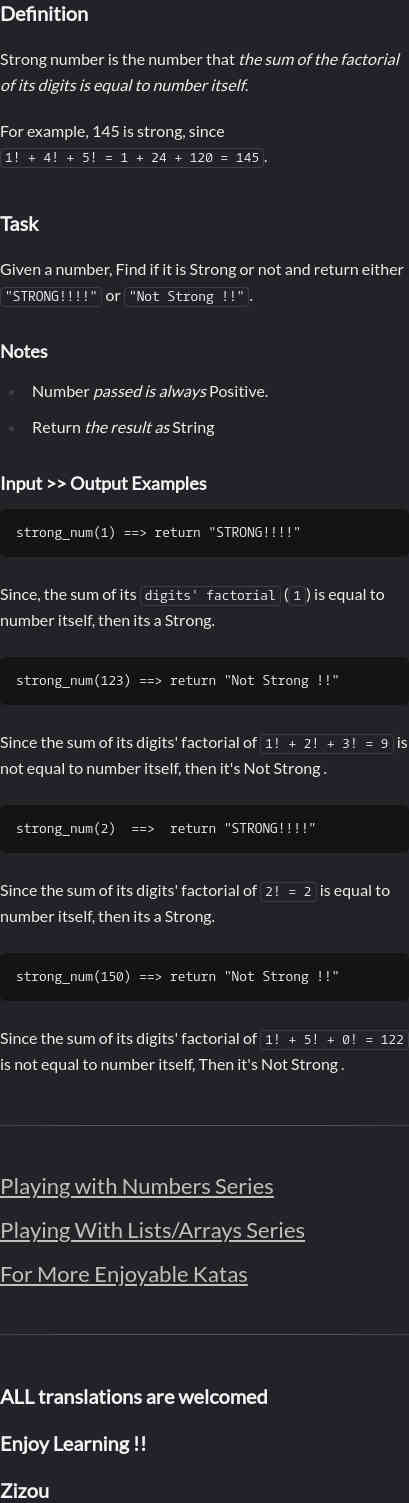 Definition
Strong number is the number that the sum of the factorial
of its digits is equal to number itself.
For example, 145 is strong, since
1! + 4! + 5! = 1 + 24 + 120 = 145.
Task
Given a number, Find if it is Strong or not and return either
"STRONG!!!!" or "Not Strong !!".
Notes
Number passed is always Positive.
Return the result as String
Input >> Output Examples
strong_num(1) ==> return "STRONG!!!!"
Since, the sum of its digits' factorial (1) is equal to
number itself, then its a Strong.
strong_num(123) ==> return "Not Strong !!"
Since the sum of its digits' factorial of 1! + 2! + 3! = 9 is
not equal to number itself, then it's Not Strong .
strong_num(2)  ==>  return "STRONG!!!!"
Since the sum of its digits' factorial of 2! = 2 is equal to
number itself, then its a Strong.
strong_num(150) ==> return "Not Strong !!"
Since the sum of its digits' factorial of 1! + 5! + 0! = 122
is not equal to number itself, Then it's Not Strong .
Playing with Numbers Series
Playing With Lists/Arrays Series
For More Enjoyable Katas
ALL translations are welcomed
Enjoy Learning !!
Zizou